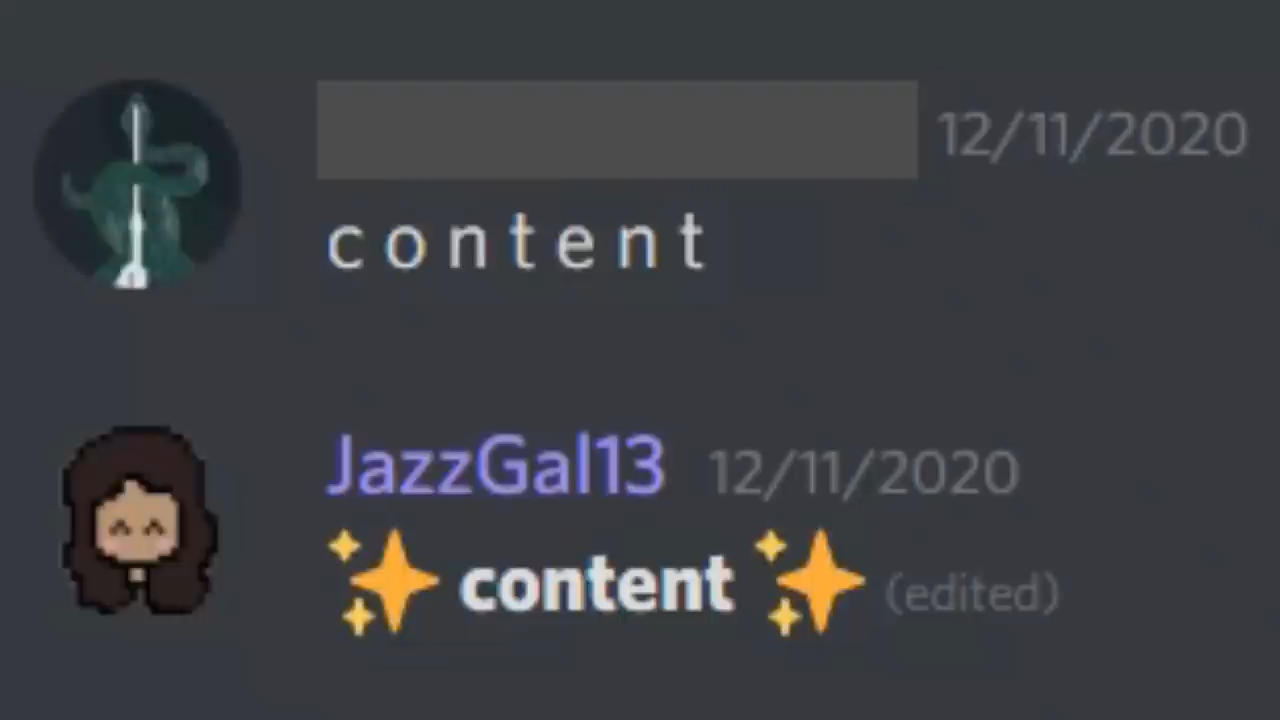 12/11/2020
c o n t e n t
JazzGal13 12/11/2020
✨ content ✨ (edited)